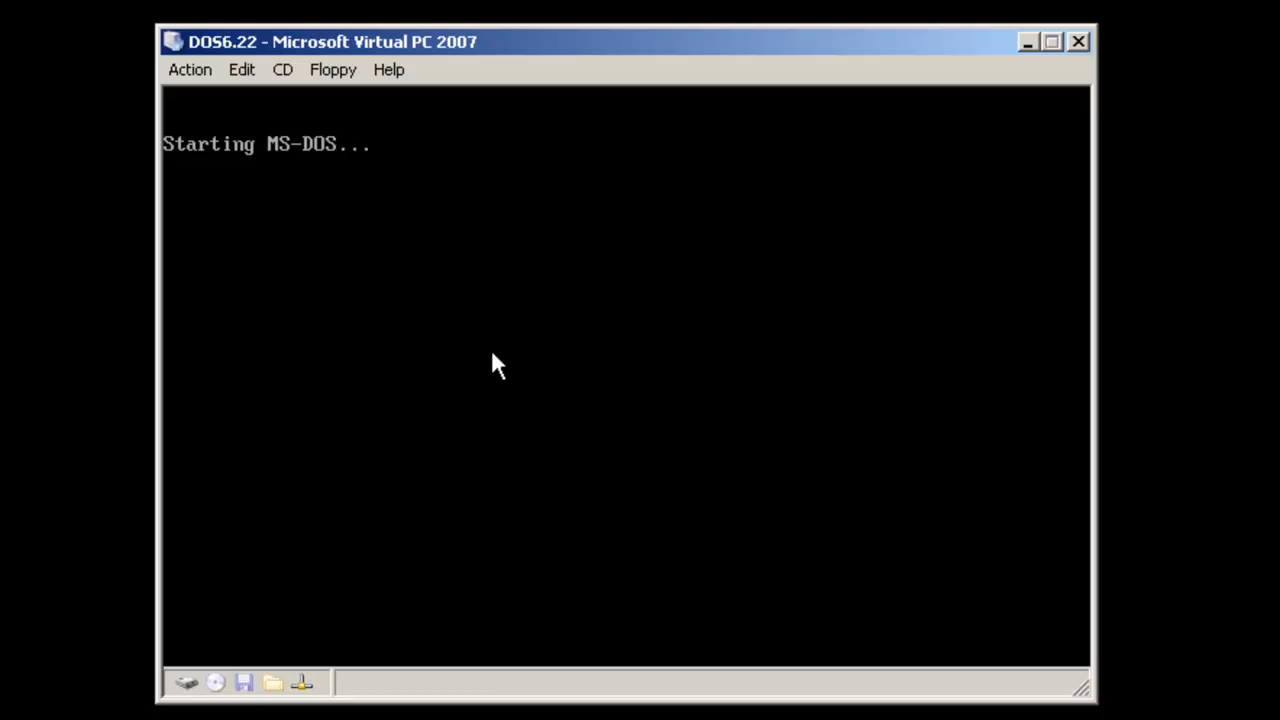 DOS6.22 - Microsoft Virtual PC 2007
Action Edit CD Floppy Help
Starting MS-DOS...